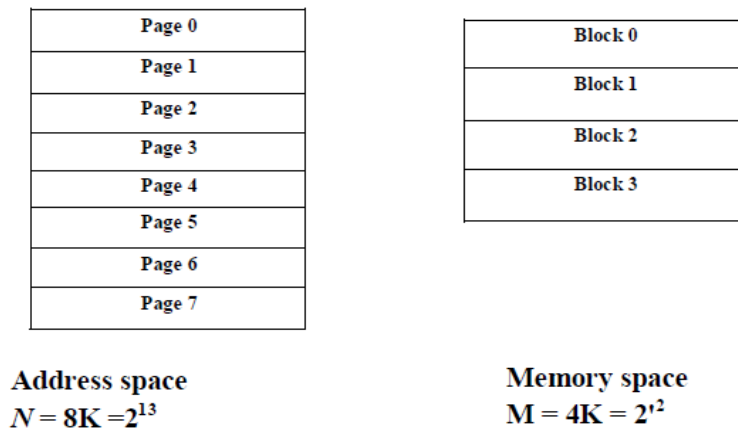 Page 0
Page 1
Page 2
Page 3
Page 4
Page 5
Page 6
Page 7
Address space
N = 8K =2¹³
Block 0
Block 1
Block 2
Block 3
Memory space
M = 4K = 2'²